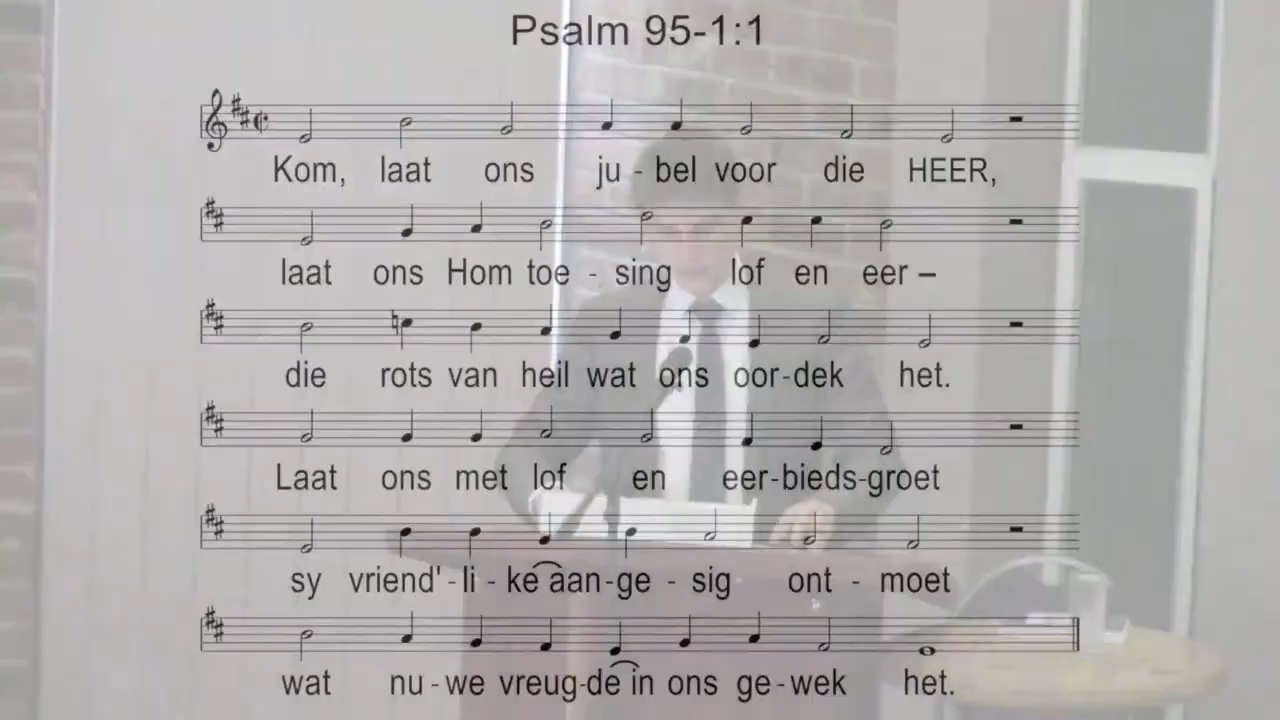 Psalm 95-1:1
Kom, laat ons ju - bel voor die HEER,
laat ons Hom toe - sing lof en eer –
die rots van heil wat ons oor-dek het.
Laat ons met lof en eer-bieds-groet
sy vriend'-li - ke aan-ge - sig ont - moet
wat nu-we vreug-de in ons ge-wek het.